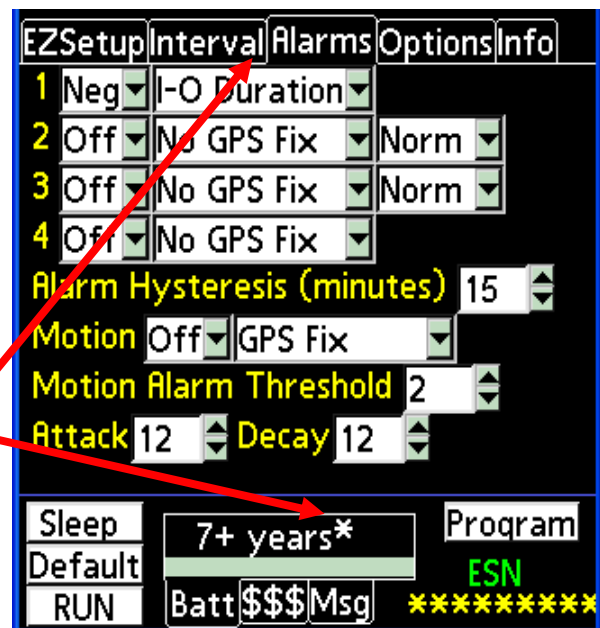 EZSetup Interval Alarms Options Info
1 Neg I-O Duration
2 Off No GPS Fix Norm
3 Off No GPS Fix Norm
4 Off No GPS Fix
Alarm Hysteresis (minutes) 15
Motion Off GPS Fix
Motion Alarm Threshold 2
Attack 12 Decay 12
Sleep 7+ years* Program
Default ESN
RUN Batt $$$ Msg *********